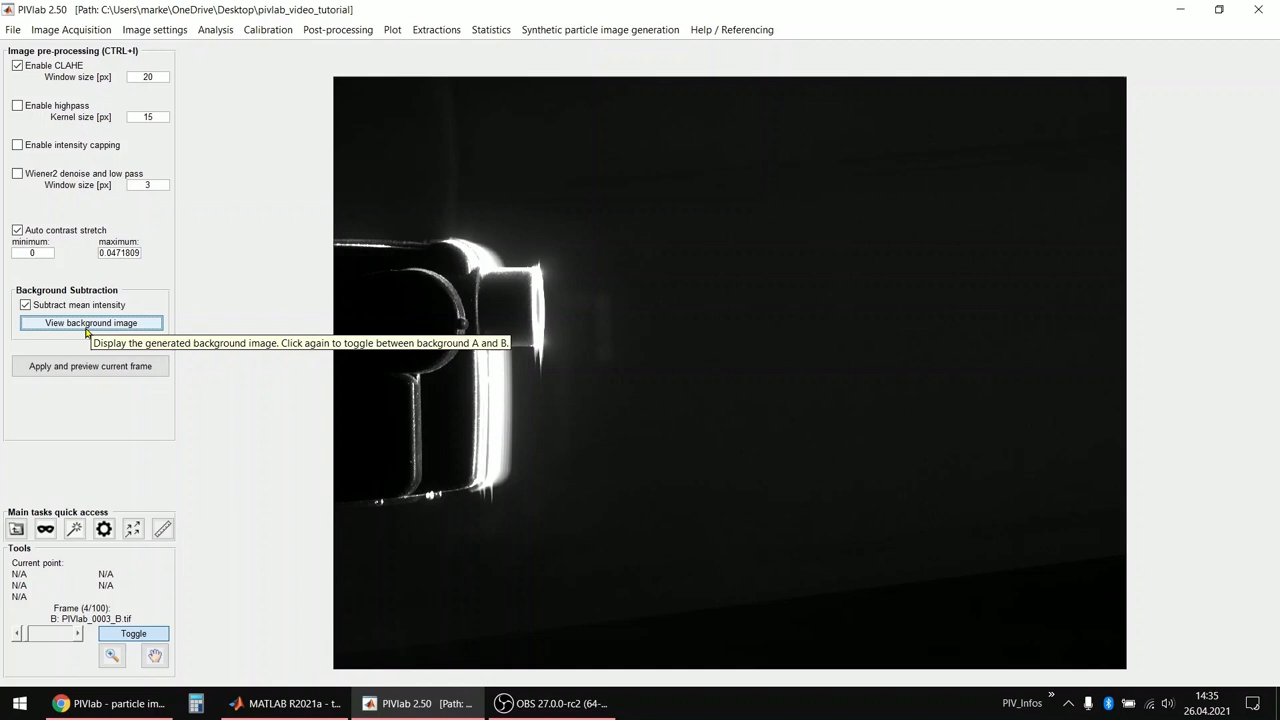 PIVlab 2.50 [Path: C:\Users\marke\OneDrive\Desktop\pivlab_video_tutorial]
File Image Acquisition Image settings Analysis Calibration Post-processing Plot Extractions Statistics Synthetic particle image generation Help / Referencing
Image pre-processing (CTRL+I)
Enable CLAHE
Window size [px] 20
Enable highpass
Kernel size [px] 15
Enable intensity capping
Wiener2 denoise and low pass
Window size [px] 3
Auto contrast stretch
minimum: maximum:
0 0.0471809
Background Subtraction
Subtract mean intensity
View background image
Display the generated background image. Click again to toggle between background A and B.
Apply and preview current frame
Main tasks quick access
Tools
Current point:
N/A N/A
N/A N/A
N/A
Frame (4/100):
B: PIVlab_0003_B.tif
Toggle
PIVlab - particle im... MATLAB R2021a - t... PIVlab 2.50 [Path: ... OBS 27.0.0-rc2 (64-... PIV_Infos
14:35
26.04.2021